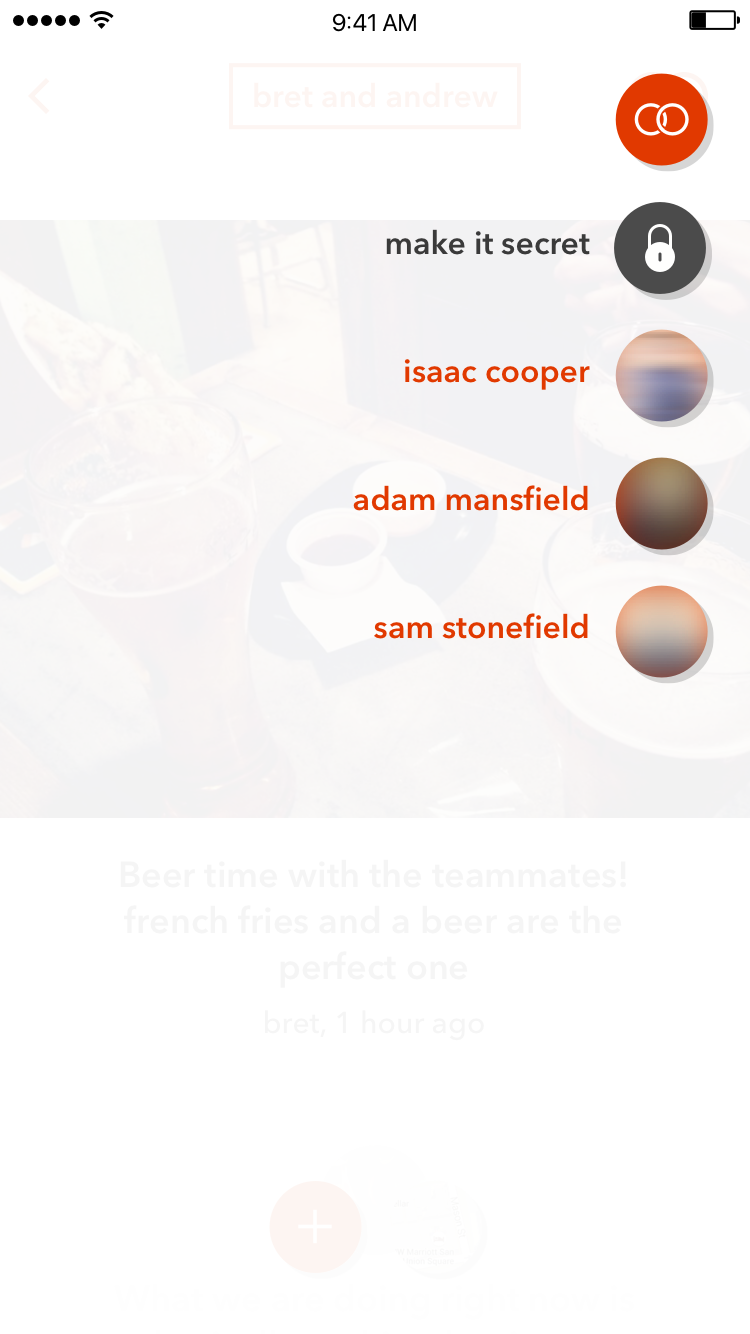 9:41 AM
bret and andrew
make it secret
isaac cooper
adam mansfield
sam stonefield
Beer time with the teammates!
french fries and a beer are the
perfect one
bret, 1 hour ago